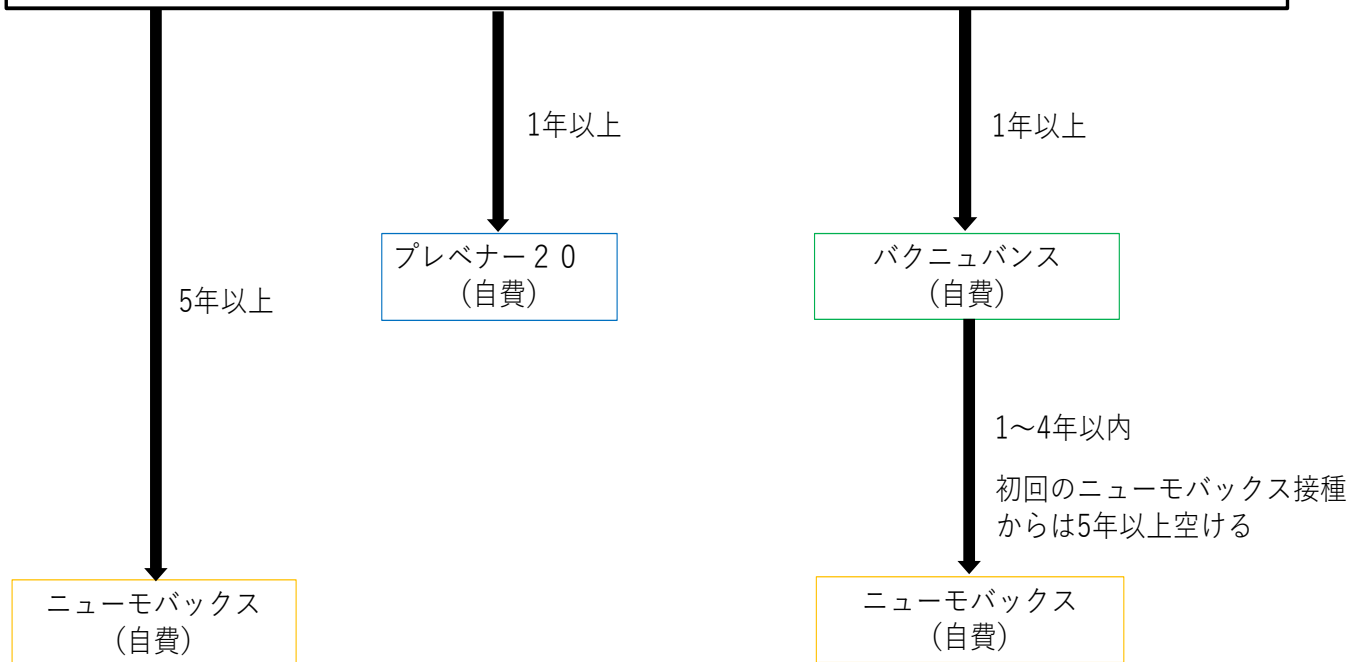 1年以上
1年以上
プレベナー２０
（自費）
バクニュバンス
（自費）
5年以上
1～4年以内
初回のニューモバックス接種
からは5年以上空ける
ニューモバックス
（自費）
ニューモバックス
（自費）